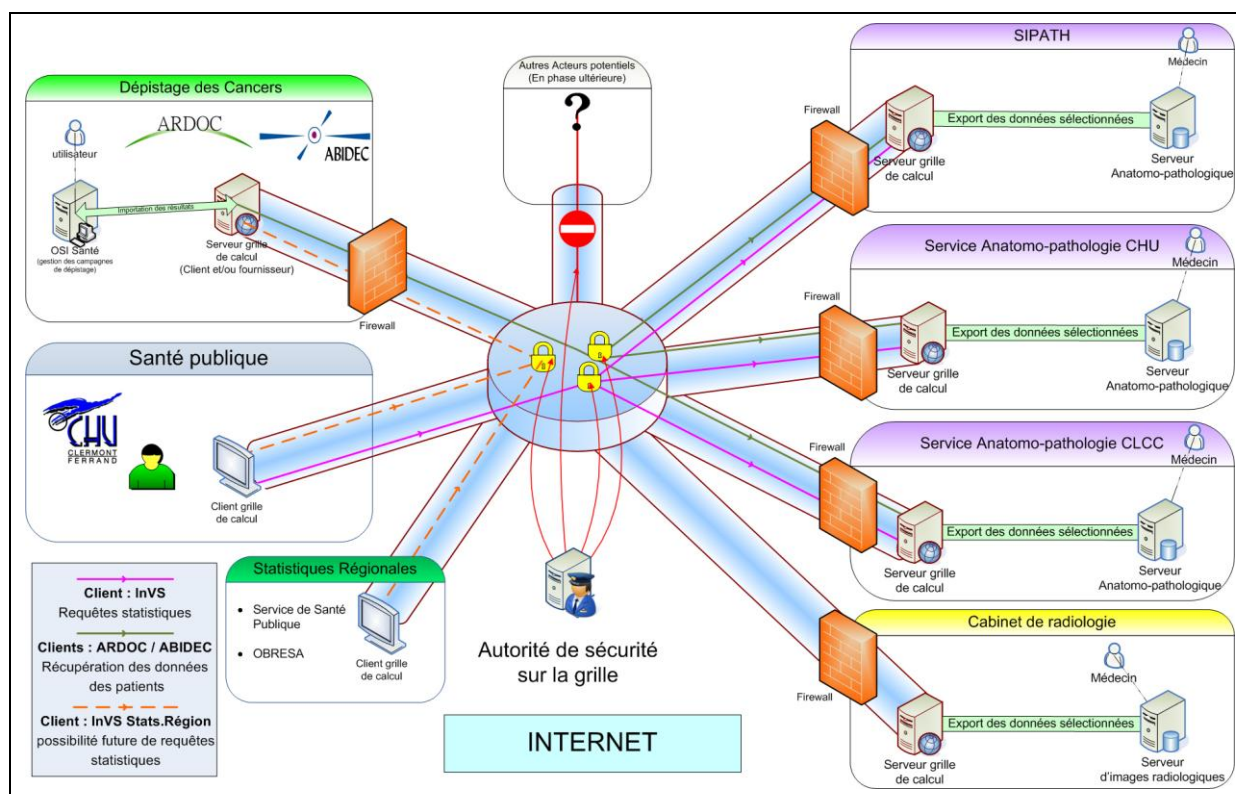 Dépistage des Cancers
ARDOC
ABIDEC
utilisateur
Importation des résultats
OSI Santé
(gestion des campagnes
de dépistage)
Serveur grille
de calcul
(Client et/ou fournisseur)
Firewall
Autres Acteurs potentiels
(En phase ultérieure)
?
SIPATH
Médecin
Firewall
Serveur grille
de calcul
Export des données sélectionnées
Serveur
Anatomo-pathologique
Service Anatomo-pathologie CHU
Médecin
Firewall
Serveur grille
de calcul
Export des données sélectionnées
Serveur
Anatomo-pathologique
Santé publique
CHU
CLERMONT
FERRAND
Client grille
de calcul
Service Anatomo-pathologie CLCC
Médecin
Firewall
Serveur grille
de calcul
Export des données sélectionnées
Serveur
Anatomo-pathologique
Statistiques Régionales
• Service de Santé
Publique
• OBRESA
Client grille
de calcul
Autorité de sécurité
sur la grille
INTERNET
Cabinet de radiologie
Médecin
Firewall
Serveur grille
de calcul
Export des données sélectionnées
Serveur
d'images radiologiques
Client : InVS
Requêtes statistiques
Clients : ARDOC / ABIDEC
Récupération des données
des patients
Client : InVS Stats.Région
possibilité future de requêtes
statistiques